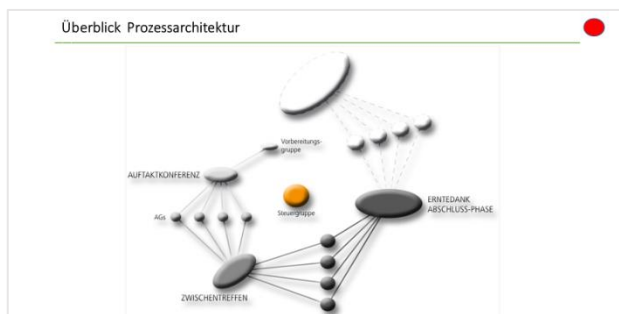 Überblick Prozessarchitektur
Vorbereitungs-
gruppe
AUFTAKTKONFERENZ
AGs
Steuergruppe
ERNTEDANK
ABSCHLUSS-PHASE
ZWISCHENTREFFEN